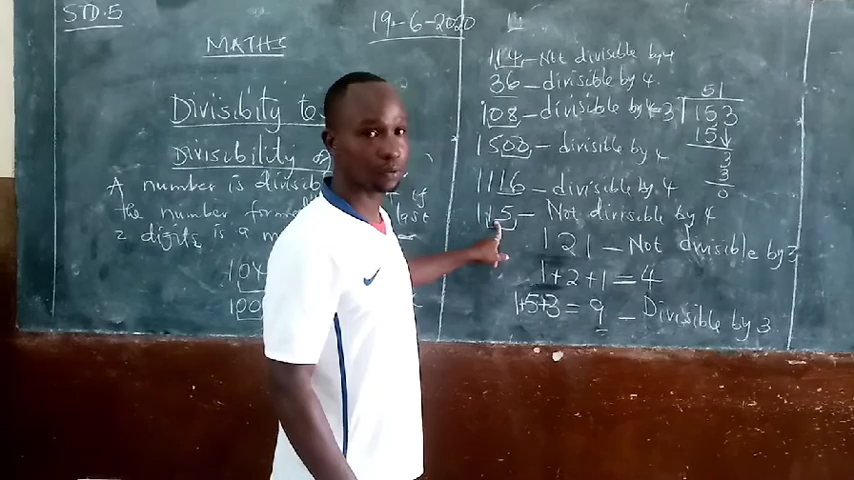 STD.5
19-6-2020
MATHS
Divisibility
Divisibility
A number is divisible if
the number last
2 digits is a
104
100
114 - Not divisible by 4
36 - divisible by 4.
108 - divisible by
divisible by 4
1116 - divisible by 4
115 - Not divisible by 4
121 - Not divisible by 3
1+2+1 = 4
1+5+3 = 9 - Divisible by 3
51
153
15↓
3
3
0